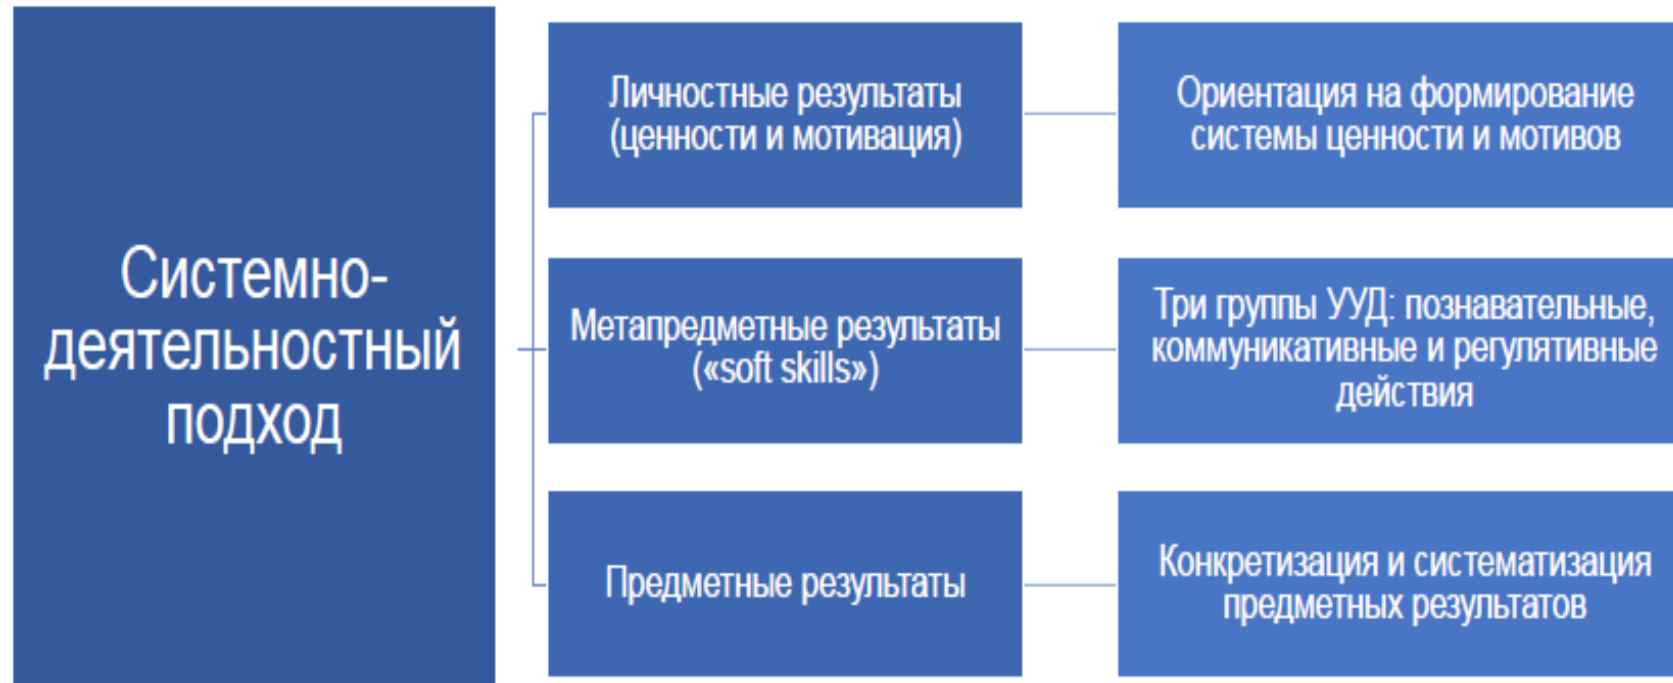 Системно-
деятельностный
подход
Личностные результаты
(ценности и мотивация)
Ориентация на формирование
системы ценности и мотивов
Метапредметные результаты
(«soft skills»)
Три группы УУД: познавательные,
коммуникативные и регулятивные
действия
Предметные результаты
Конкретизация и систематизация
предметных результатов